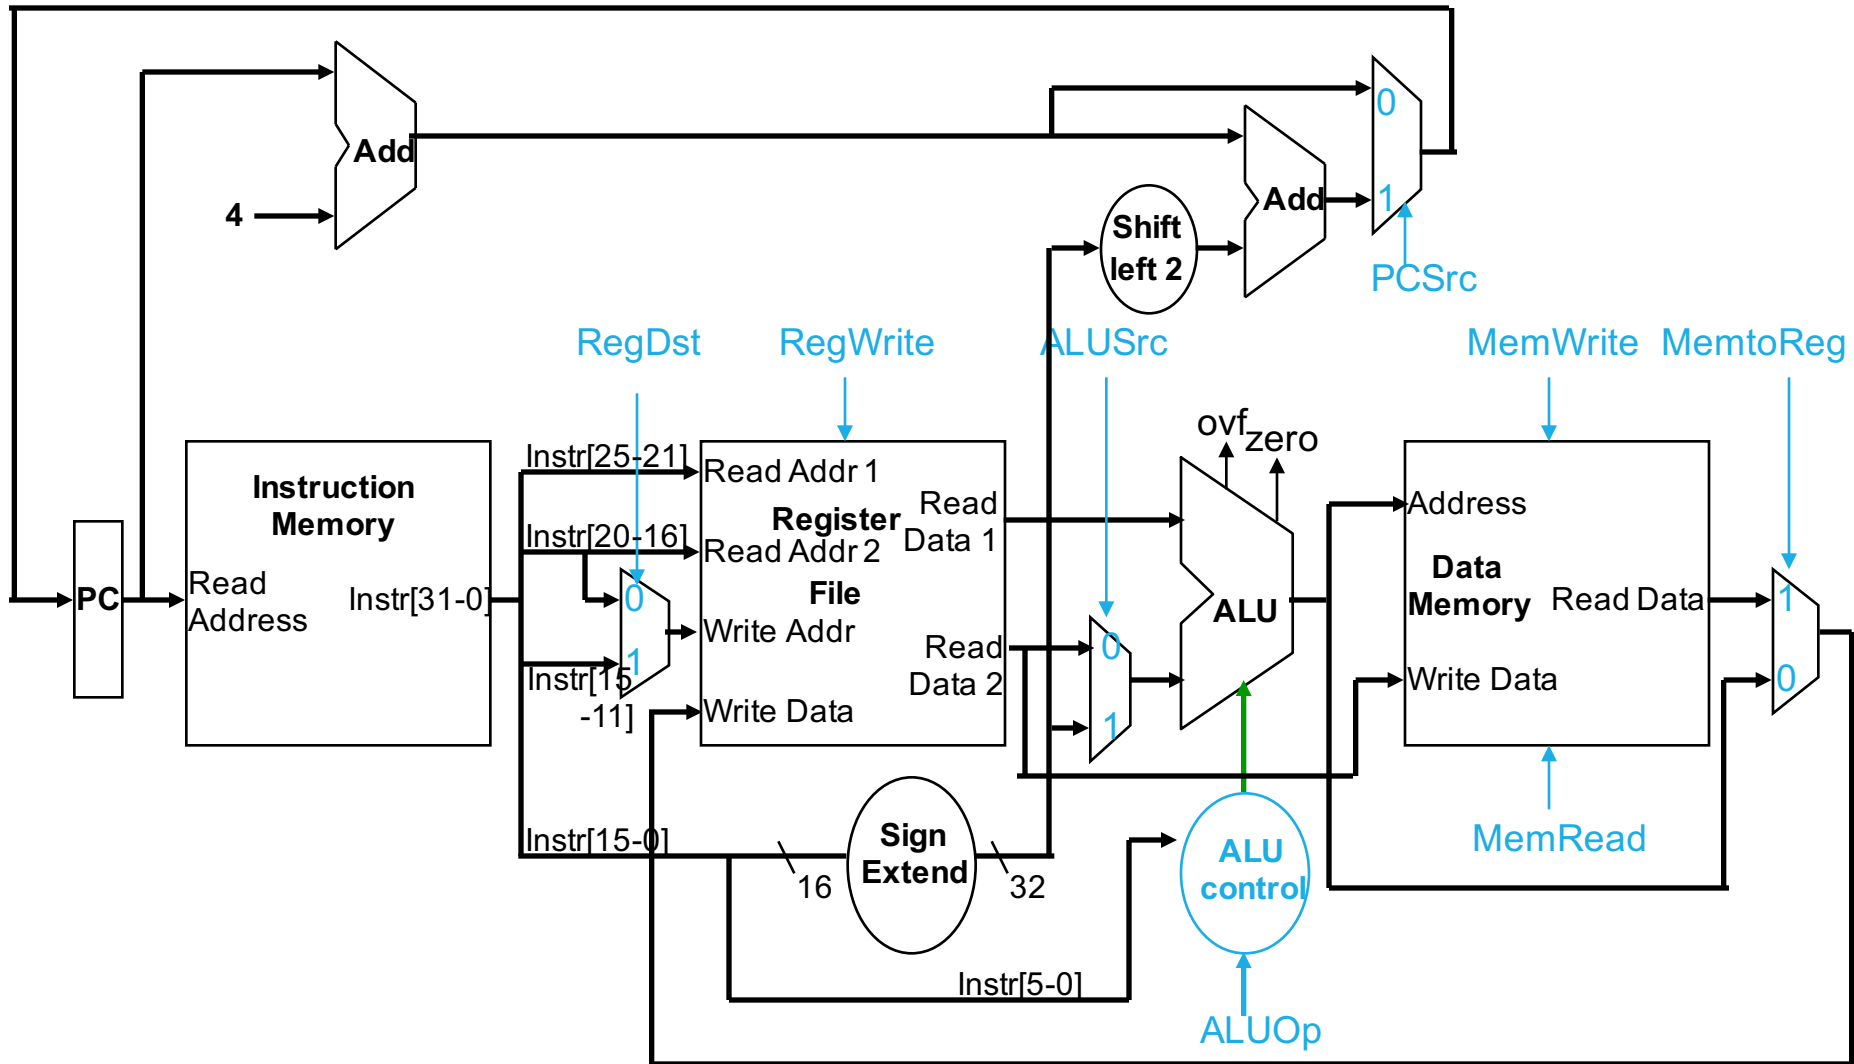 Add
4
Add
Shift
left 2
0
1
PCSrc
RegDst
RegWrite
ALUSrc
MemWrite
MemtoReg
ovf
zero
Instruction
Memory
Read
Address
Instr[31-0]
PC
Instr[25-21]
Instr[20-16]
0
1
Instr[15
-11]
Read Addr 1
Register
Read Addr 2
File
Write Addr
Write Data
Read
Data 1
Read
Data 2
0
1
ALU
Address
Data
Memory
Read Data
Write Data
1
0
MemRead
Instr[15-0]
16
Sign
Extend
32
ALU
control
Instr[5-0]
ALUOp